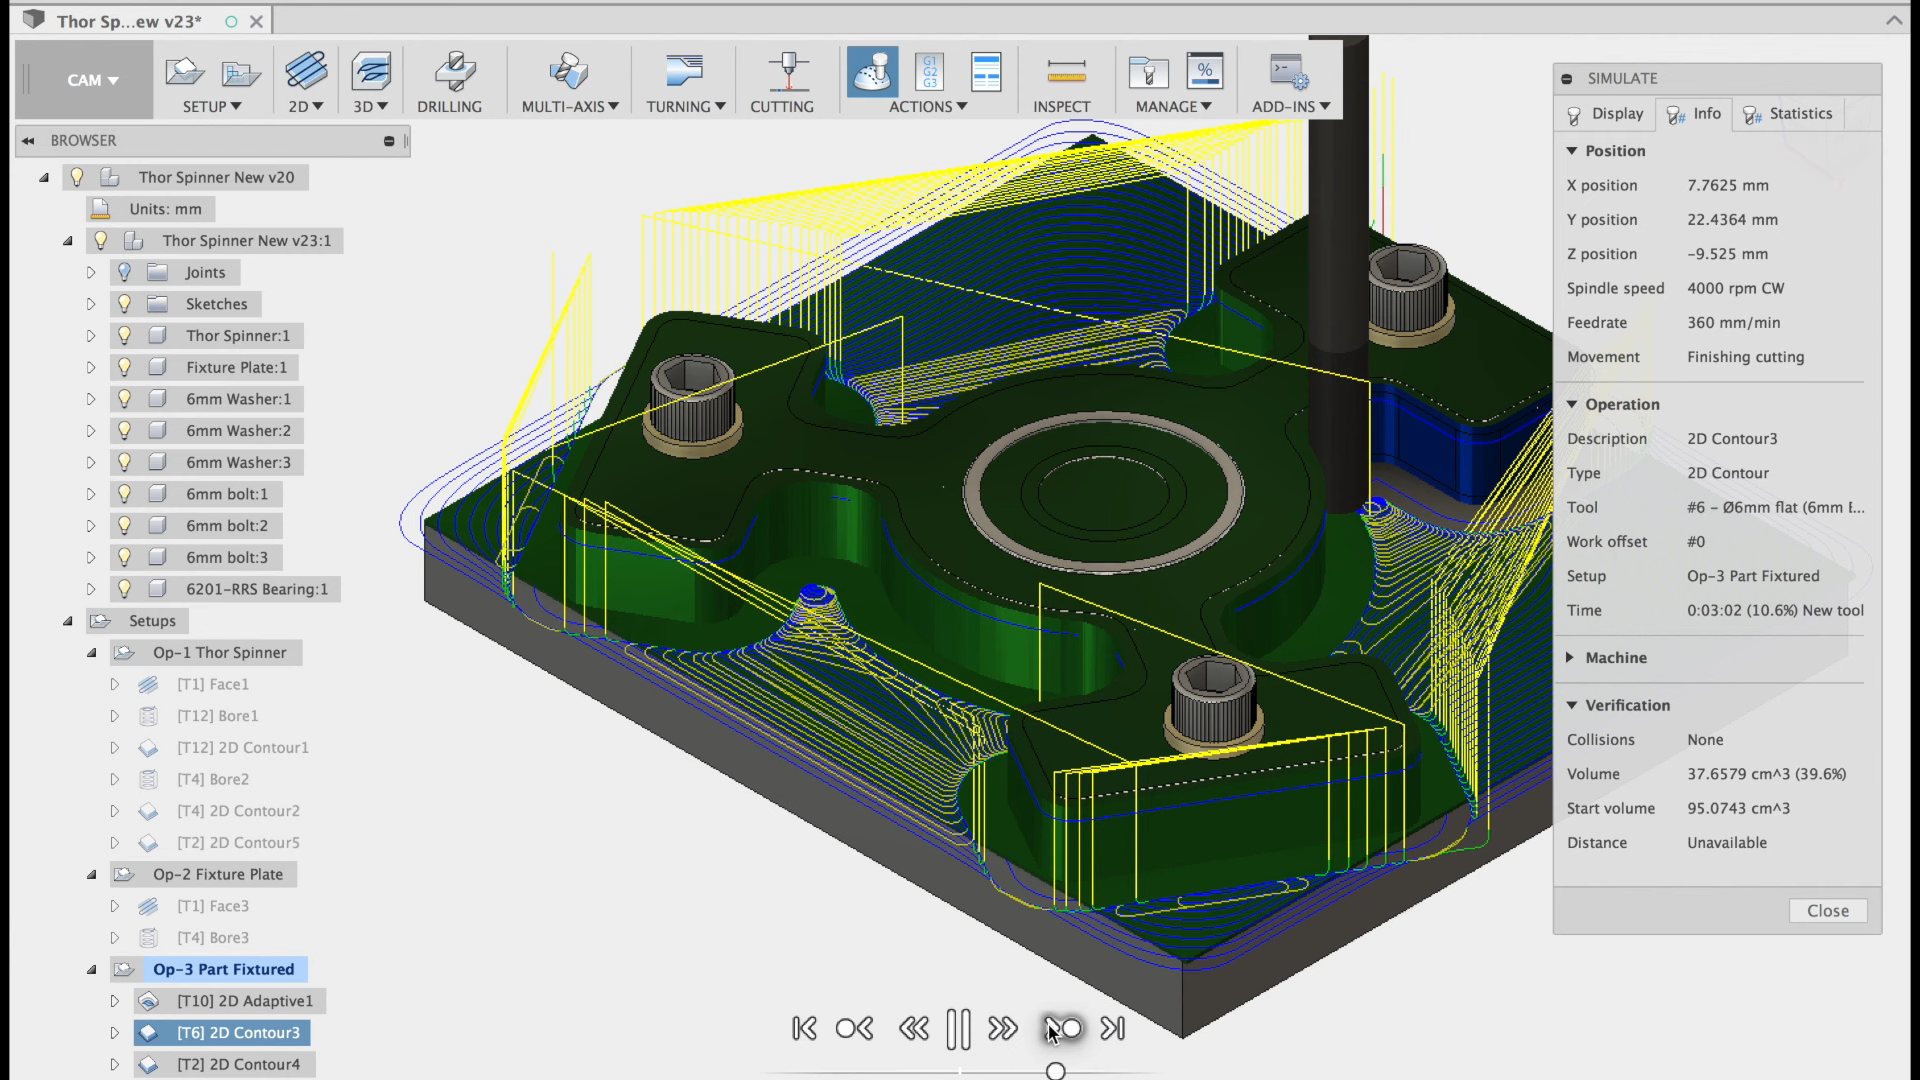 Thor Sp...ew v23*
CAM
SETUP
2D
3D
DRILLING
MULTI-AXIS
TURNING
CUTTING
G1
G2
G3
ACTIONS
INSPECT
%
MANAGE
ADD-INS
BROWSER
Thor Spinner New v20
Units: mm
Thor Spinner New v23:1
Joints
Sketches
Thor Spinner:1
Fixture Plate:1
6mm Washer:1
6mm Washer:2
6mm Washer:3
6mm bolt:1
6mm bolt:2
6mm bolt:3
6201-RRS Bearing:1
Setups
Op-1 Thor Spinner
[T1] Face1
[T12] Bore1
[T12] 2D Contour1
[T4] Bore2
[T4] 2D Contour2
[T2] 2D Contour5
Op-2 Fixture Plate
[T1] Face3
[T4] Bore3
Op-3 Part Fixtured
[T10] 2D Adaptive1
[T6] 2D Contour3
[T2] 2D Contour4
SIMULATE
Display Info Statistics
Position
X position 7.7625 mm
Y position 22.4364 mm
Z position -9.525 mm
Spindle speed 4000 rpm CW
Feedrate 360 mm/min
Movement Finishing cutting
Operation
Description 2D Contour3
Type 2D Contour
Tool #6 - Ø6mm flat (6mm E...
Work offset #0
Setup Op-3 Part Fixtured
Time 0:03:02 (10.6%) New tool
Machine
Verification
Collisions None
Volume 37.6579 cm^3 (39.6%)
Start volume 95.0743 cm^3
Distance Unavailable
Close